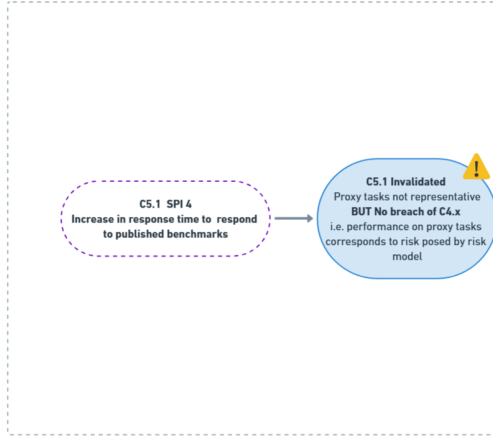 C5.1 SPI 4
Increase in response time to respond
to published benchmarks
C5.1 Invalidated
Proxy tasks not representative
BUT No breach of C4.x
i.e. performance on proxy tasks
corresponds to risk posed by risk
model